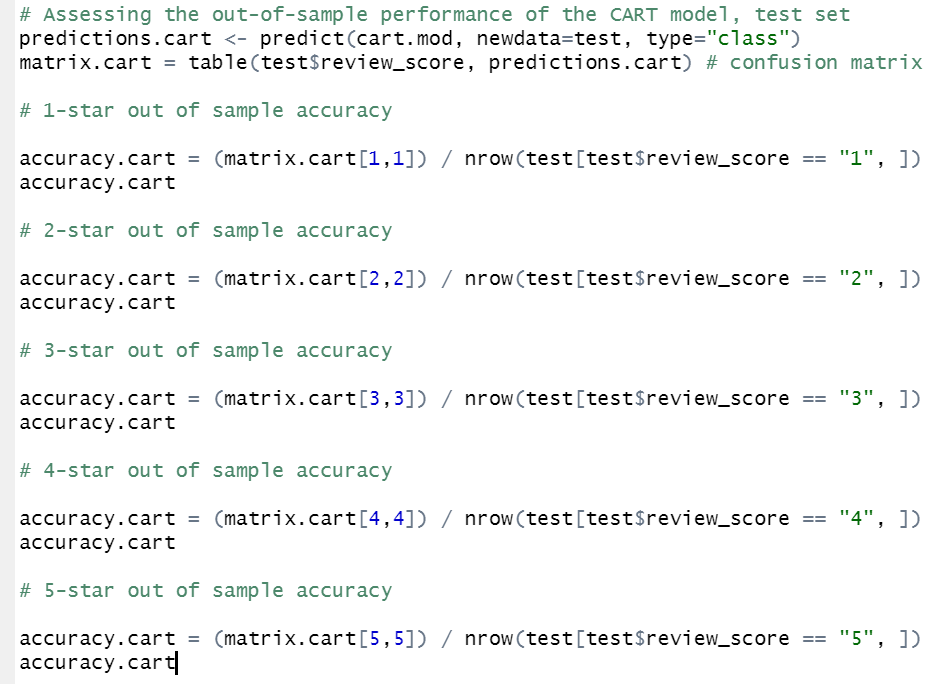 # Assessing the out-of-sample performance of the CART model, test set
predictions.cart <- predict(cart.mod, newdata=test, type="class")
matrix.cart = table(test$review_score, predictions.cart) # confusion matrix
# 1-star out of sample accuracy
accuracy.cart = (matrix.cart[1,1]) / nrow(test[test$review_score == "1", ])
accuracy.cart
# 2-star out of sample accuracy
accuracy.cart = (matrix.cart[2,2]) / nrow(test[test$review_score == "2", ])
accuracy.cart
# 3-star out of sample accuracy
accuracy.cart = (matrix.cart[3,3]) / nrow(test[test$review_score == "3", ])
accuracy.cart
# 4-star out of sample accuracy
accuracy.cart = (matrix.cart[4,4]) / nrow(test[test$review_score == "4", ])
accuracy.cart
# 5-star out of sample accuracy
accuracy.cart = (matrix.cart[5,5]) / nrow(test[test$review_score == "5", ])
accuracy.cart